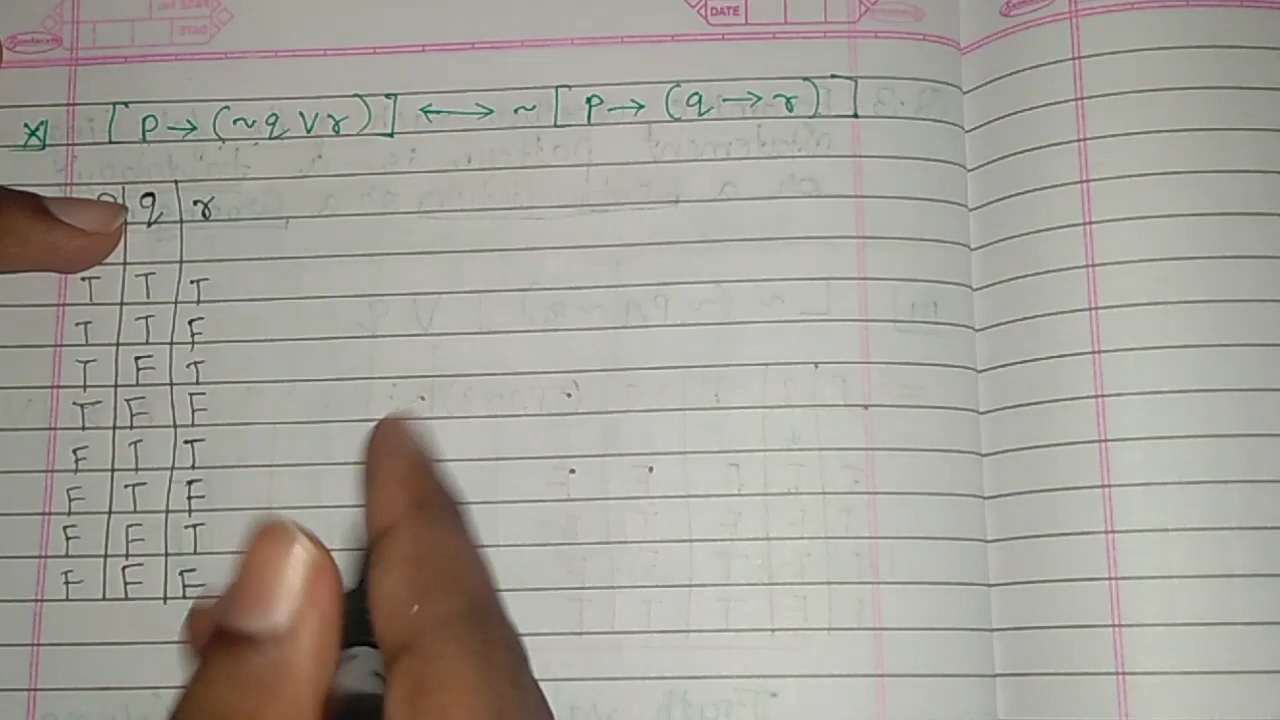 DATE
x] [p → (~q ∨ r)] ↔ ~[p → (q → r)]
q r
T T T
T T F
T F T
T F F
F T T
F T F
F F T
F F F